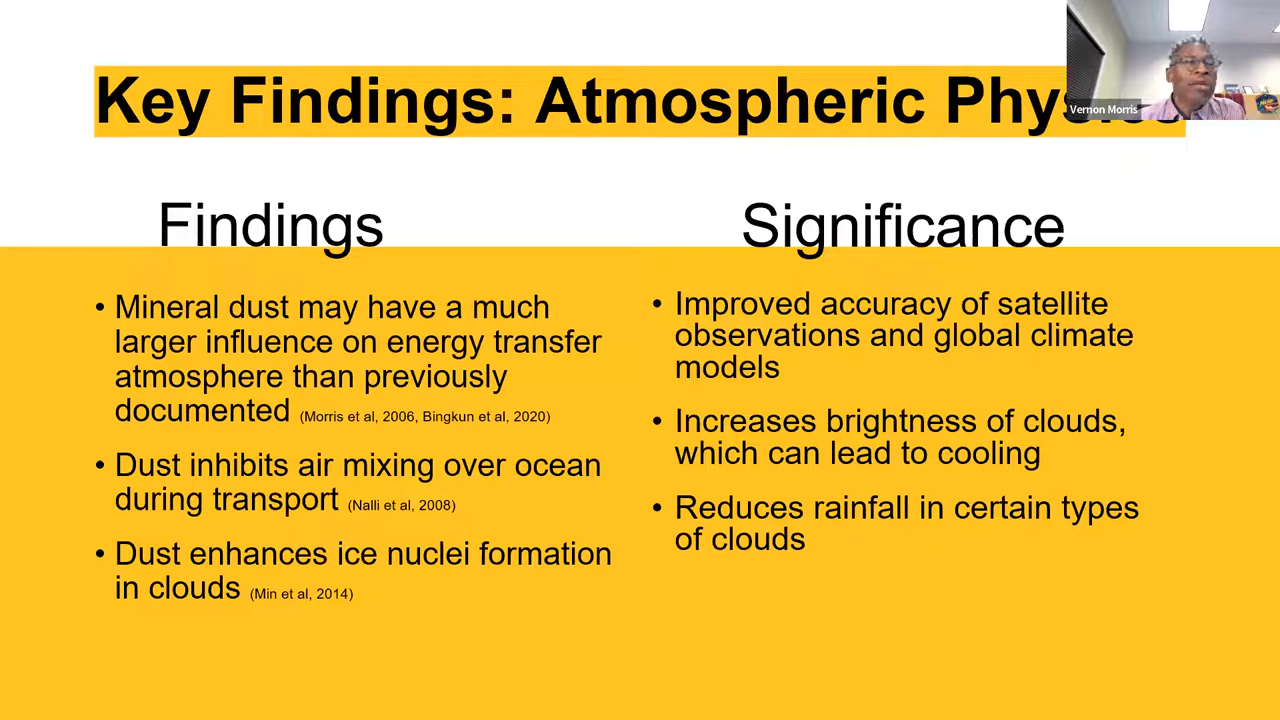 Key Findings: Atmospheric Physics
Vernon Morris
Findings
• Mineral dust may have a much
larger influence on energy transfer
atmosphere than previously
documented (Morris et al, 2006, Bingkun et al, 2020)
• Dust inhibits air mixing over ocean
during transport (Nalli et al, 2008)
• Dust enhances ice nuclei formation
in clouds (Min et al, 2014)
Significance
• Improved accuracy of satellite
observations and global climate
models
• Increases brightness of clouds,
which can lead to cooling
• Reduces rainfall in certain types
of clouds